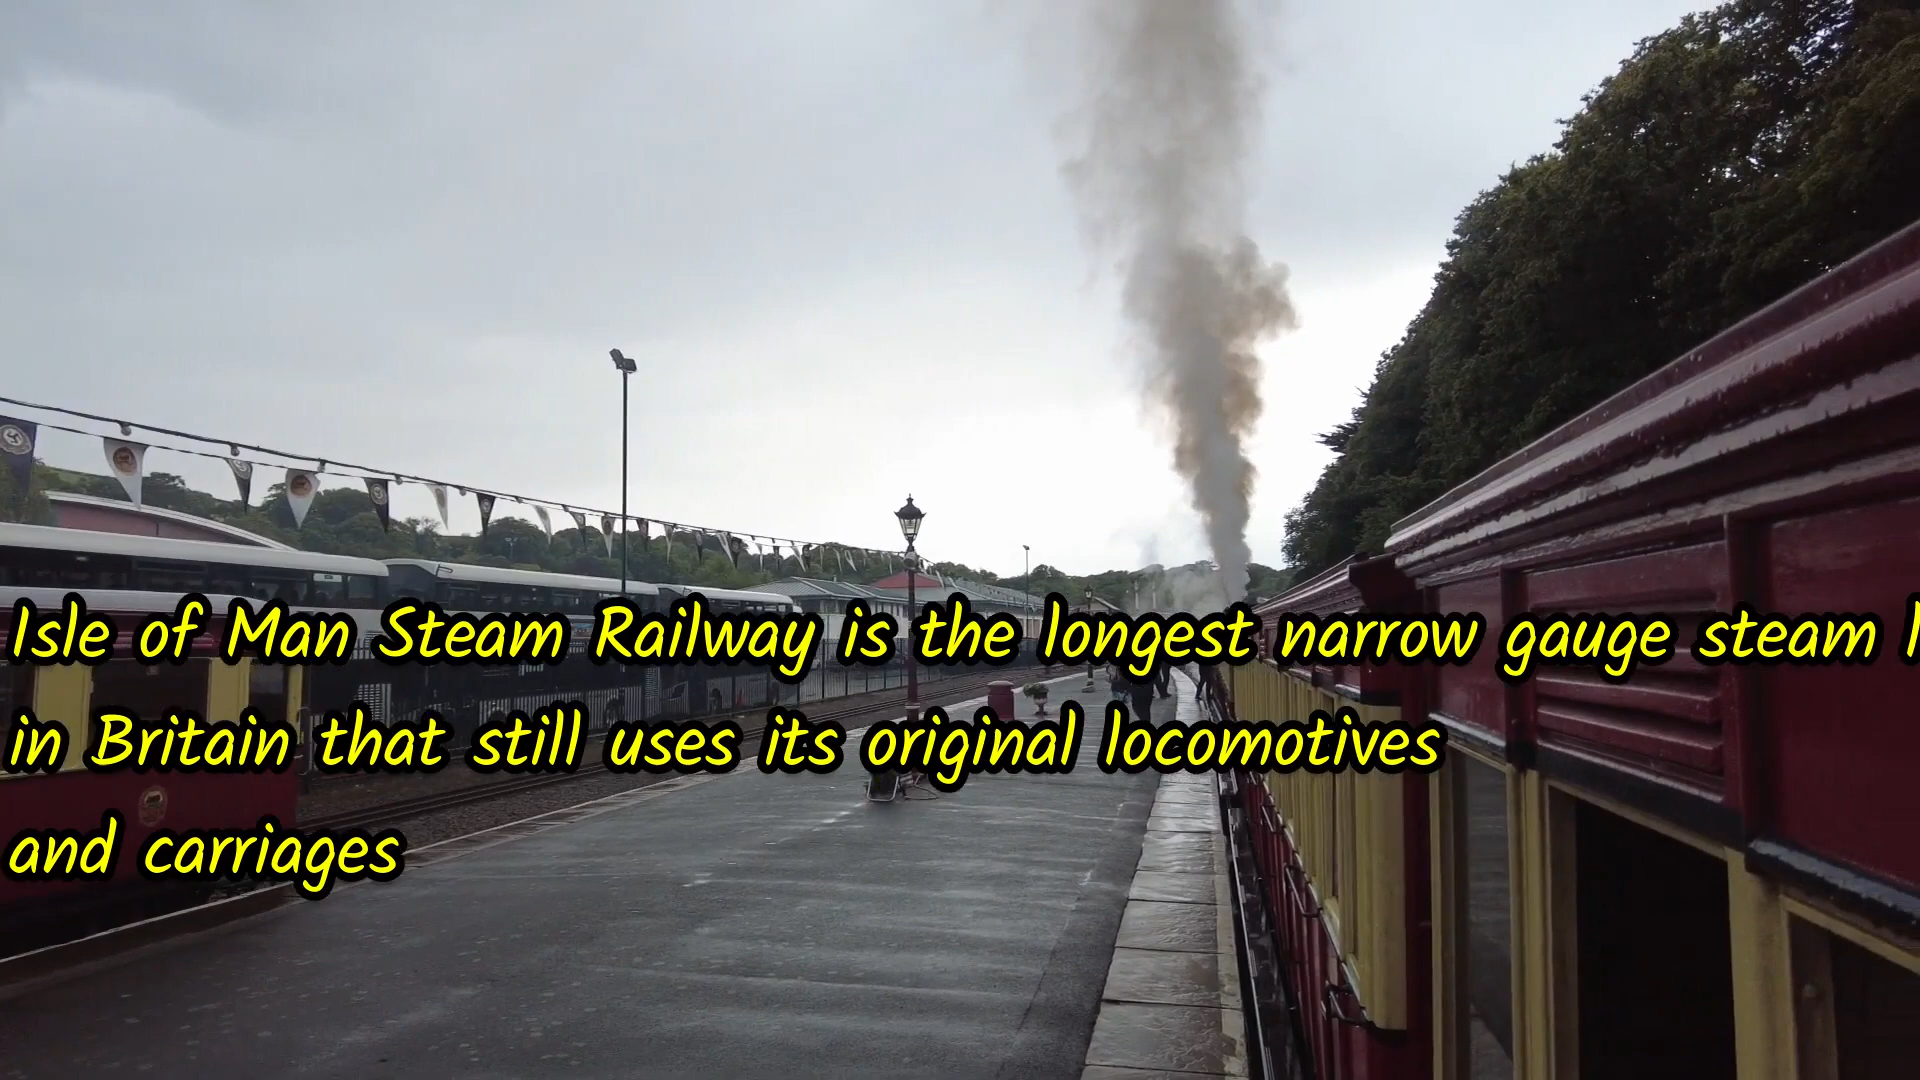 Isle of Man Steam Railway is the longest narrow gauge steam
in Britain that still uses its original locomotives
and carriages